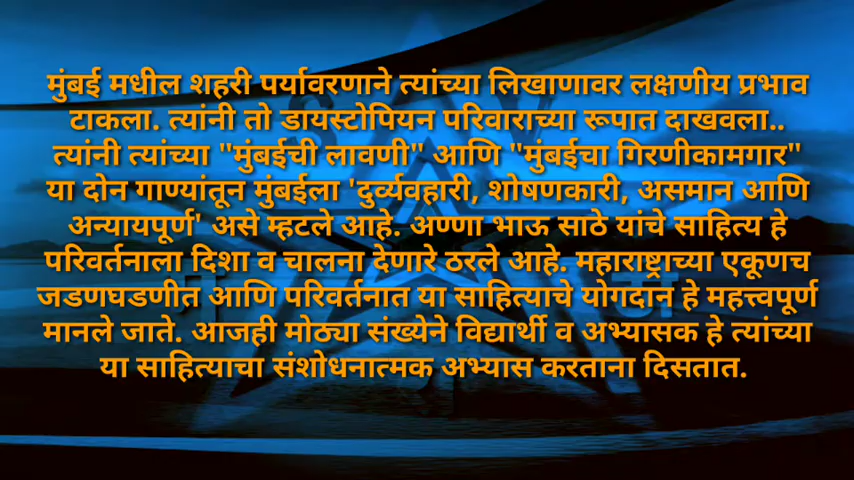 मुंबई मधील शहरी पर्यावरणाने त्यांच्या लिखाणावर लक्षणीय प्रभाव
टाकला. त्यांनी तो डायस्टोपियन परिवाराच्या रूपात दाखवला..
त्यांनी त्यांच्या "मुंबईची लावणी" आणि "मुंबईचा गिरणीकामगार"
या दोन गाण्यांतून मुंबईला 'दुर्व्यवहारी, शोषणकारी, असमान आणि
अन्यायपूर्ण' असे म्हटले आहे. अण्णा भाऊ साठे यांचे साहित्य हे
परिवर्तनाला दिशा व चालना देणारे ठरले आहे. महाराष्ट्राच्या एकूणच
जडणघडणीत आणि परिवर्तनात या साहित्याचे योगदान हे महत्त्वपूर्ण
मानले जाते. आजही मोठ्या संख्येने विद्यार्थी व अभ्यासक हे त्यांच्या
या साहित्याचा संशोधनात्मक अभ्यास करताना दिसतात.